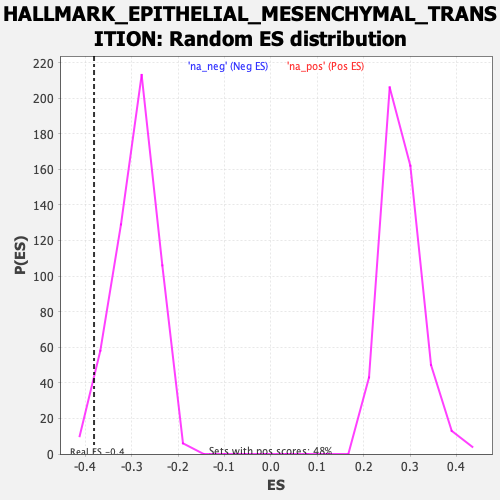 HALLMARK_EPITHELIAL_MESENCHYMAL_TRANS
ITION: Random ES distribution
'na_neg' (Neg ES) 'na_pos' (Pos ES)
220
200
180
160
140
120
100
80
60
40
20
0
P(ES)
Real ES -0.4
Sets with pos scores: 48%
-0.4 -0.3 -0.2 -0.1 0.0 0.1 0.2 0.3 0.4
ES